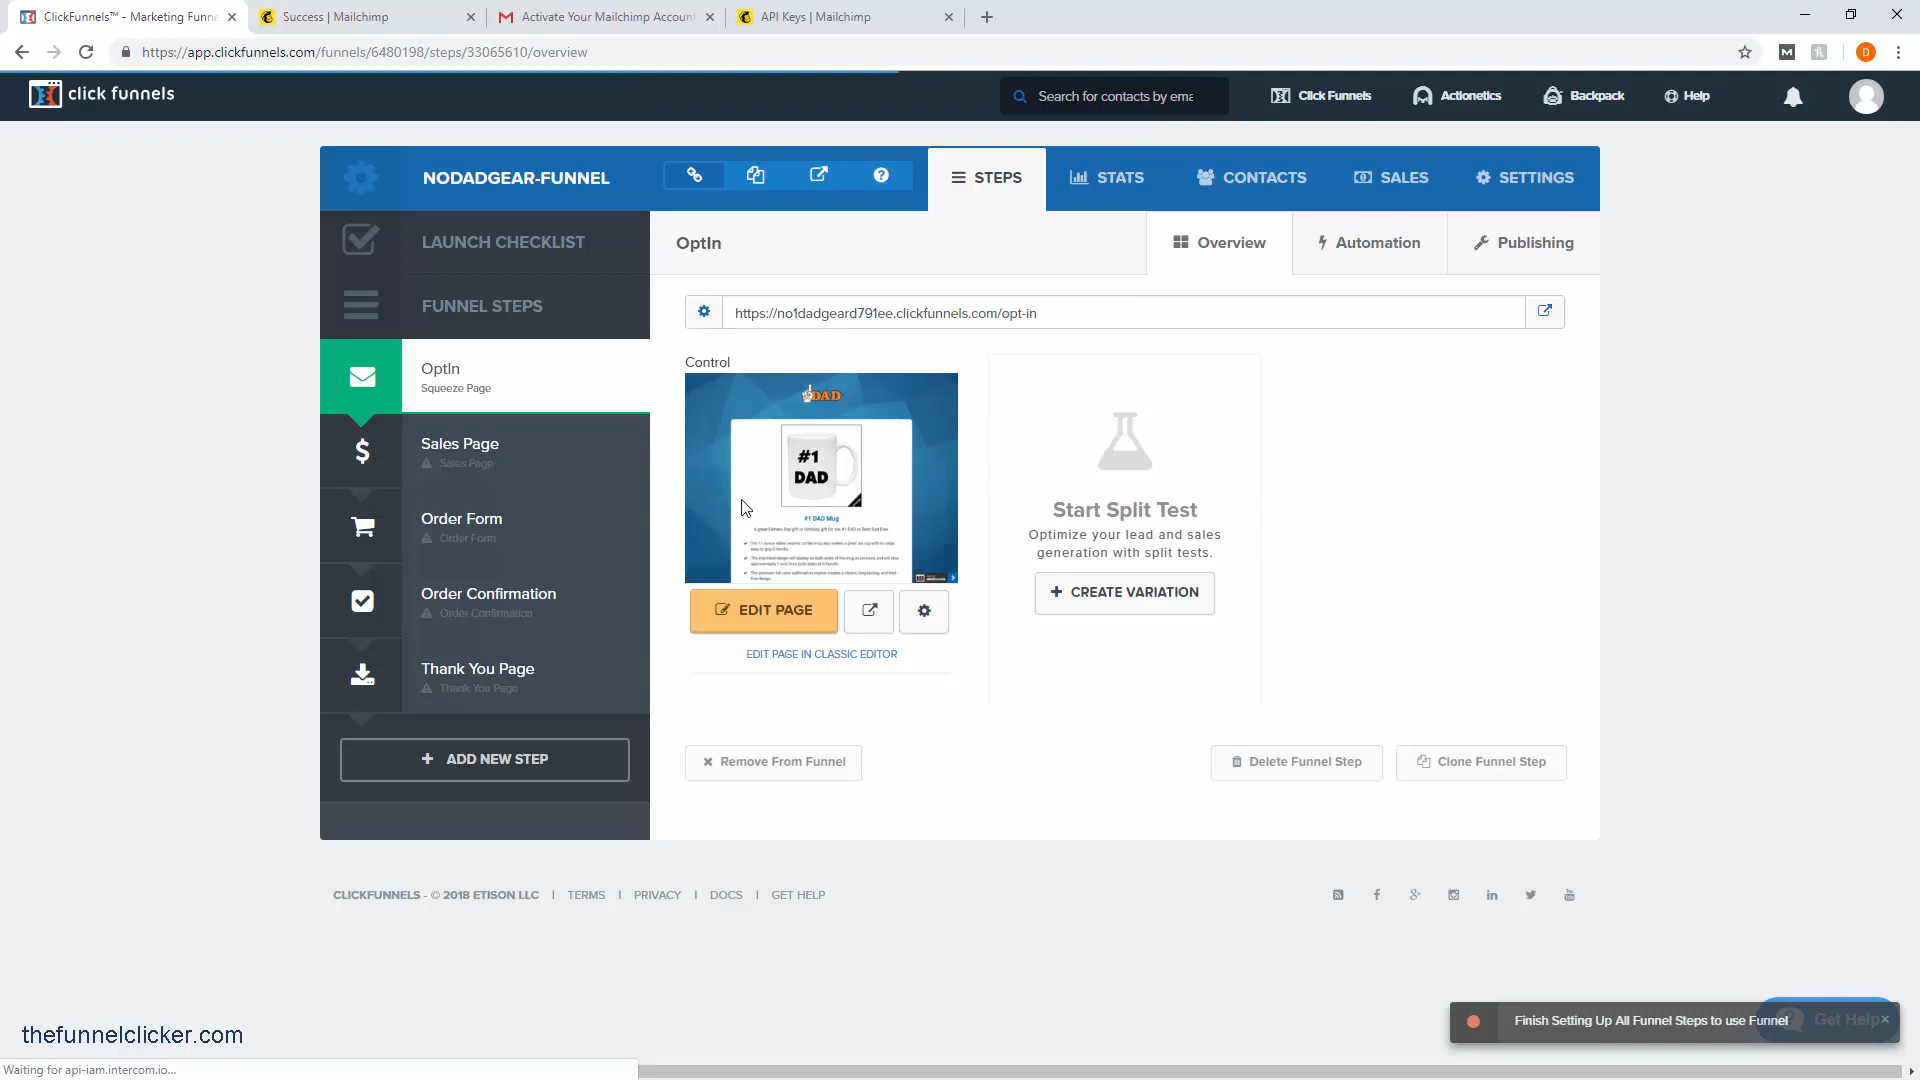 ClickFunnels™ - Marketing Funne
Success | Mailchimp
Activate Your Mailchimp Accoun
API Keys | Mailchimp
https://app.clickfunnels.com/funnels/6480198/steps/33065610/overview
D
click funnels
Search for contacts by ema
Click Funnels
Actionetics
Backpack
Help
NODADGEAR-FUNNEL
STEPS
STATS
CONTACTS
SALES
SETTINGS
LAUNCH CHECKLIST
OptIn
Overview
Automation
Publishing
FUNNEL STEPS
https://no1dadgeard791ee.clickfunnels.com/opt-in
OptIn
Squeeze Page
Control
DAD
#1
DAD
#1 DAD Mug
Sales Page
Sales Page
Order Form
Order Form
Start Split Test
Optimize your lead and sales
generation with split tests.
CREATE VARIATION
Order Confirmation
Order Confirmation
EDIT PAGE
EDIT PAGE IN CLASSIC EDITOR
Thank You Page
Thank You Page
ADD NEW STEP
Remove From Funnel
Delete Funnel Step
Clone Funnel Step
CLICKFUNNELS - © 2018 ETISON LLC | TERMS | PRIVACY | DOCS | GET HELP
Finish Setting Up All Funnel Steps to use Funnel
Get Help
thefunnelclicker.com
Waiting for api-iam.intercom.io...